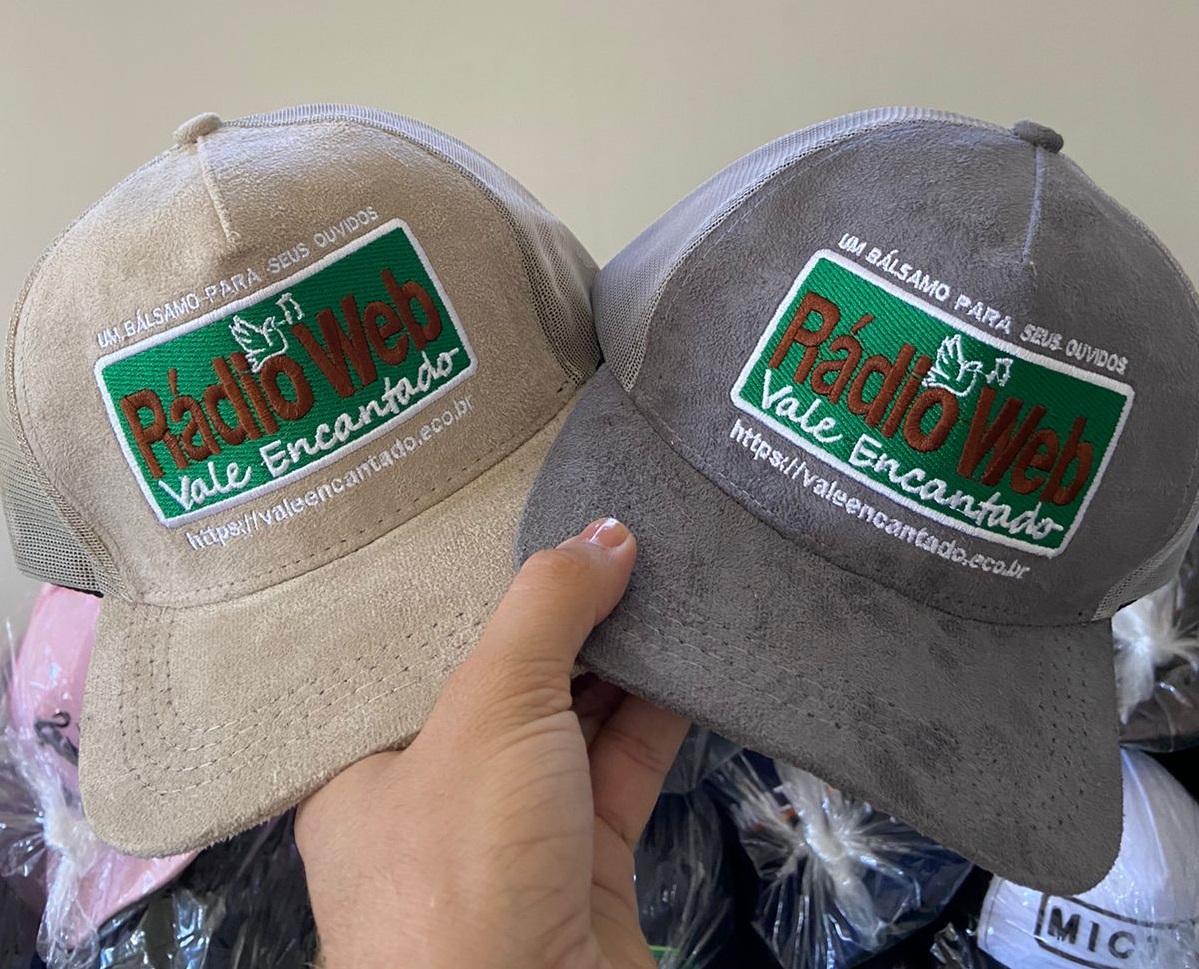 UM BÁLSAMO PARA SEUS OUVIDOS
Rádio Web
Vale Encantado
https://valeencantado.eco.br
UM BÁLSAMO PARA SEUS OUVIDOS
Rádio Web
Vale Encantado
https://valeencantado.eco.br